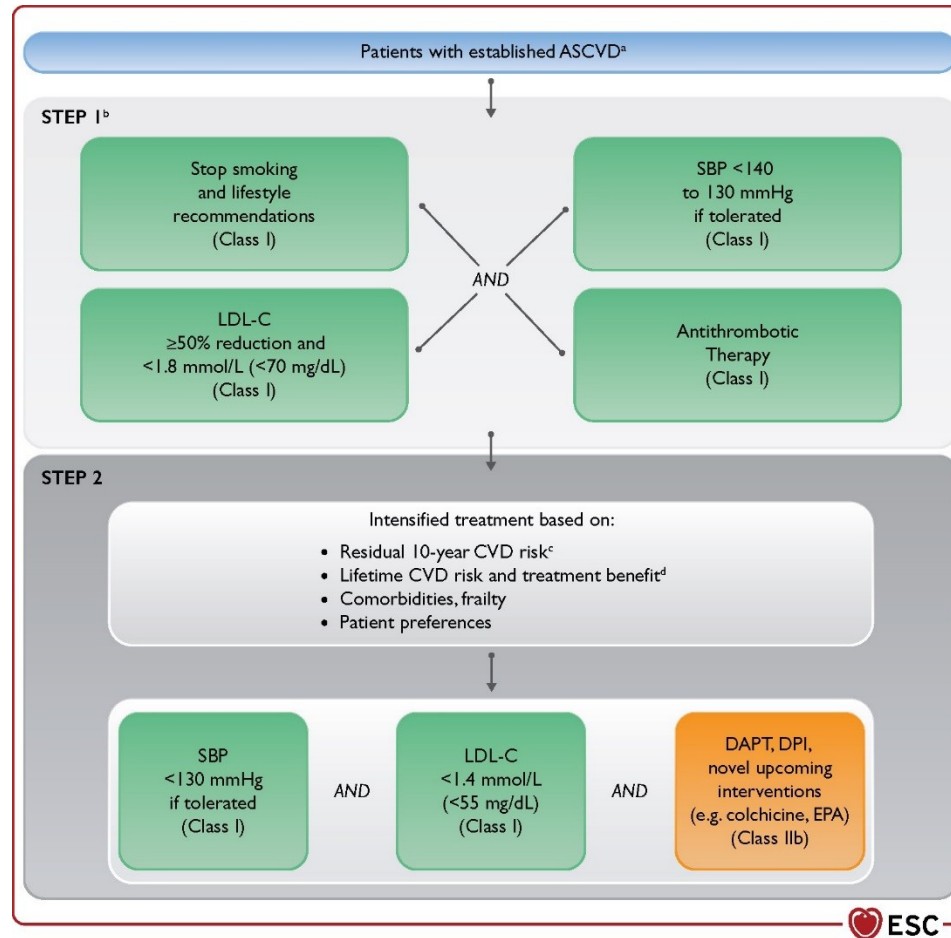 Patients with established ASCVDᵃ
STEP 1ᵇ
Stop smoking
and lifestyle
recommendations
(Class I)
SBP <140
to 130 mmHg
if tolerated
(Class I)
AND
LDL-C
≥50% reduction and
<1.8 mmol/L (<70 mg/dL)
(Class I)
Antithrombotic
Therapy
(Class I)
STEP 2
Intensified treatment based on:
• Residual 10-year CVD riskᶜ
• Lifetime CVD risk and treatment benefitᵈ
• Comorbidities, frailty
• Patient preferences
SBP
<130 mmHg
if tolerated
(Class I)
AND
LDL-C
<1.4 mmol/L
(<55 mg/dL)
(Class I)
AND
DAPT, DPI,
novel upcoming
interventions
(e.g. colchicine, EPA)
(Class IIb)
ESC